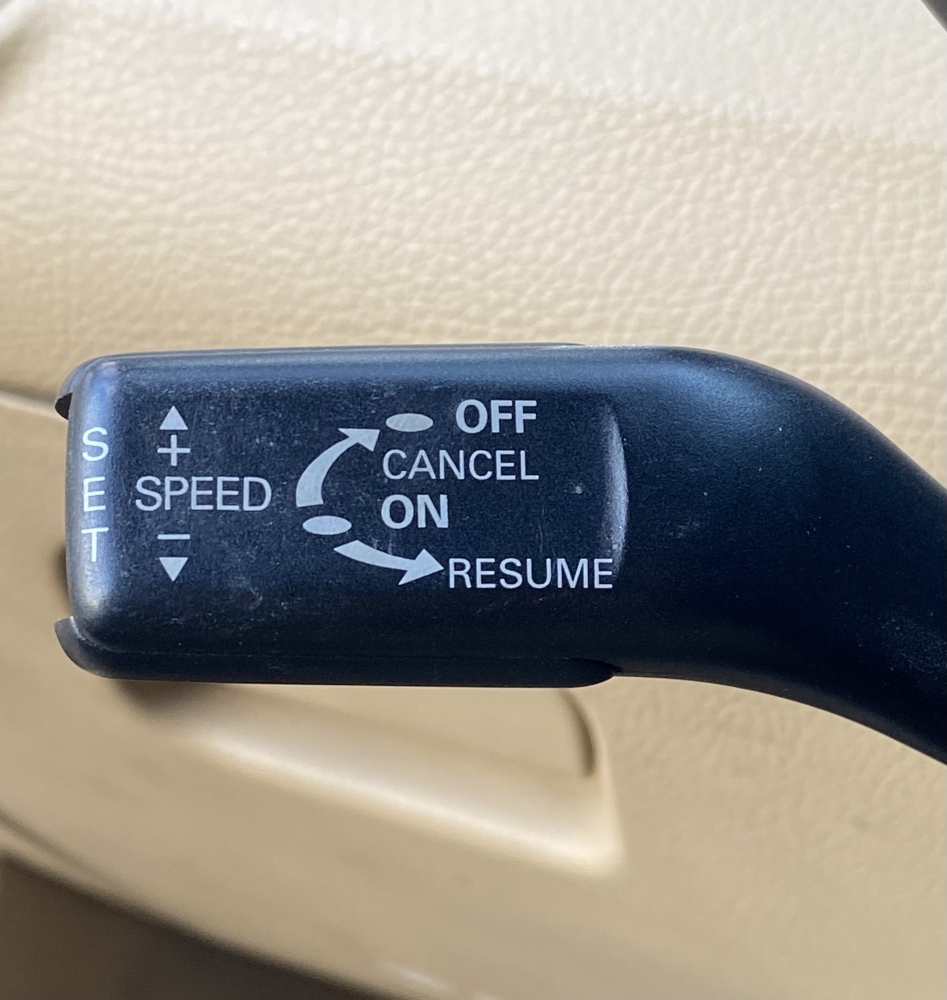 SET
+
SPEED
−
OFF
CANCEL
ON
RESUME